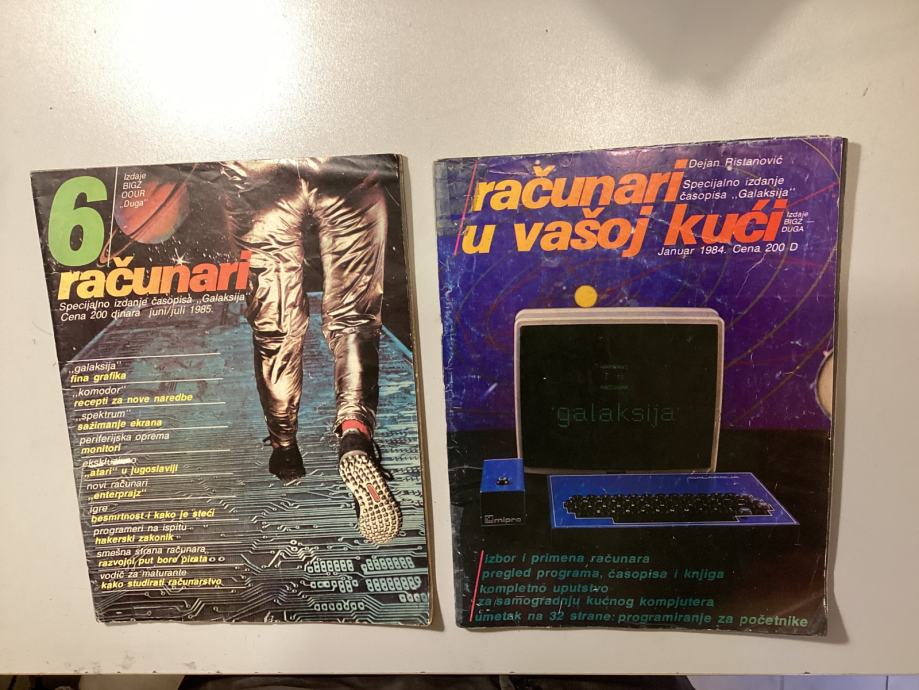 6
Izdaje
BIGZ
OOUR
„Duga"
računari
Specijalno izdanje časopisa „Galaksija"
Cena 200 dinara juni/juli 1985.
„galaksija"
fina grafika
„komodor"
recepti za nove naredbe
„spektrum"
sažimanje ekrana
periferijska oprema
monitori
ekskluzivno
„atari" u jugoslaviji
novi računari
„enterprajz"
igre
besmrtnost i kako je steći
programeri na ispitu
hakerski zakonik
smešna strana računara
razvojni put bore pirata
vodič za maturante
kako studirati računarstvo
Dejan Ristanović
računari
Specijalno izdanje
časopisa „Galaksija"
u vašoj kući
Izdaje
BIGZ
DUGA
Januar 1984. Cena 200 D
galaksija
mipro
izbor i primena računara
pregled programa, časopisa i knjiga
kompletno uputstvo
za samogradnju kućnog kompjutera
umetak na 32 strane: programiranje za početnike